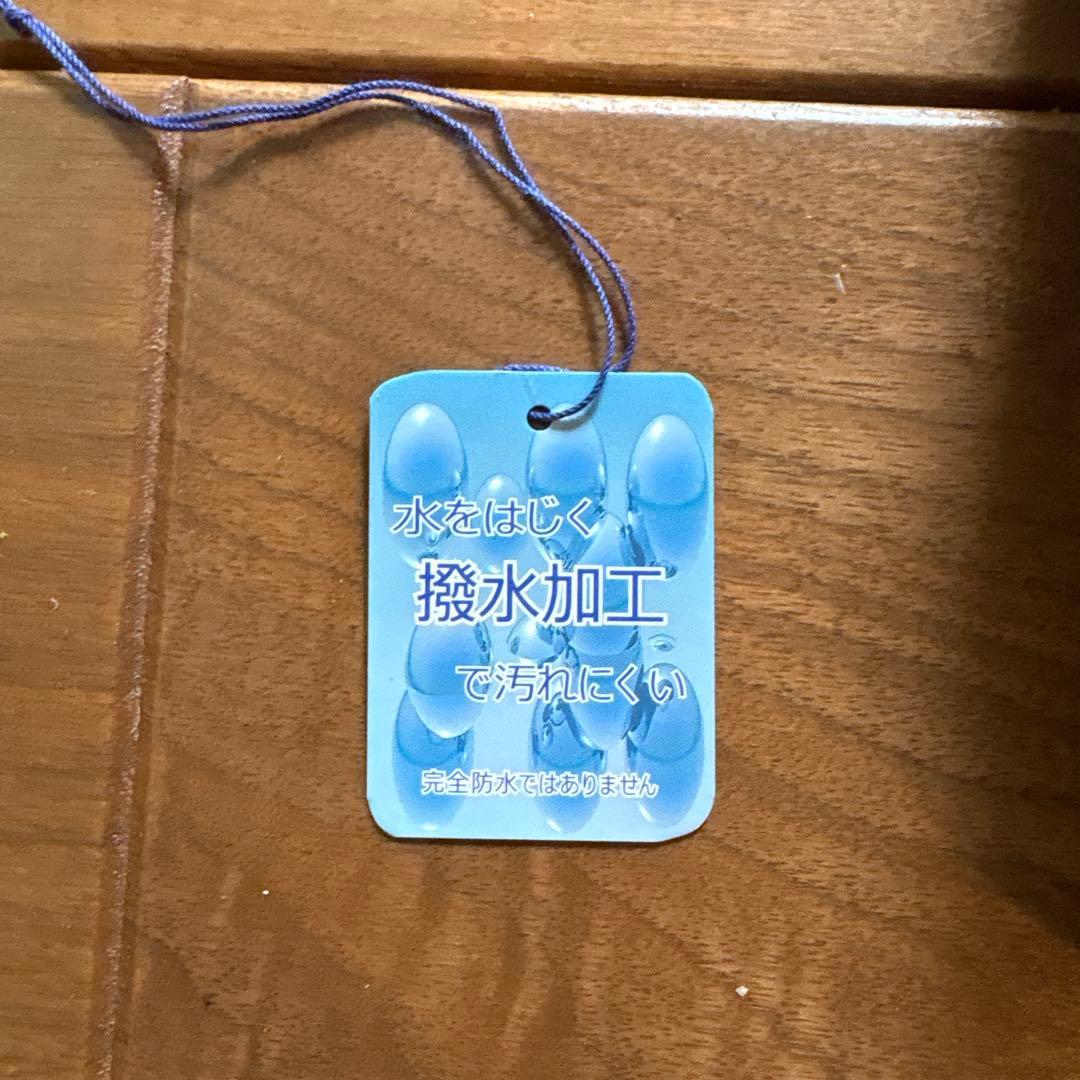 水をはじく
撥水加工
で汚れにくい
完全防水ではありません